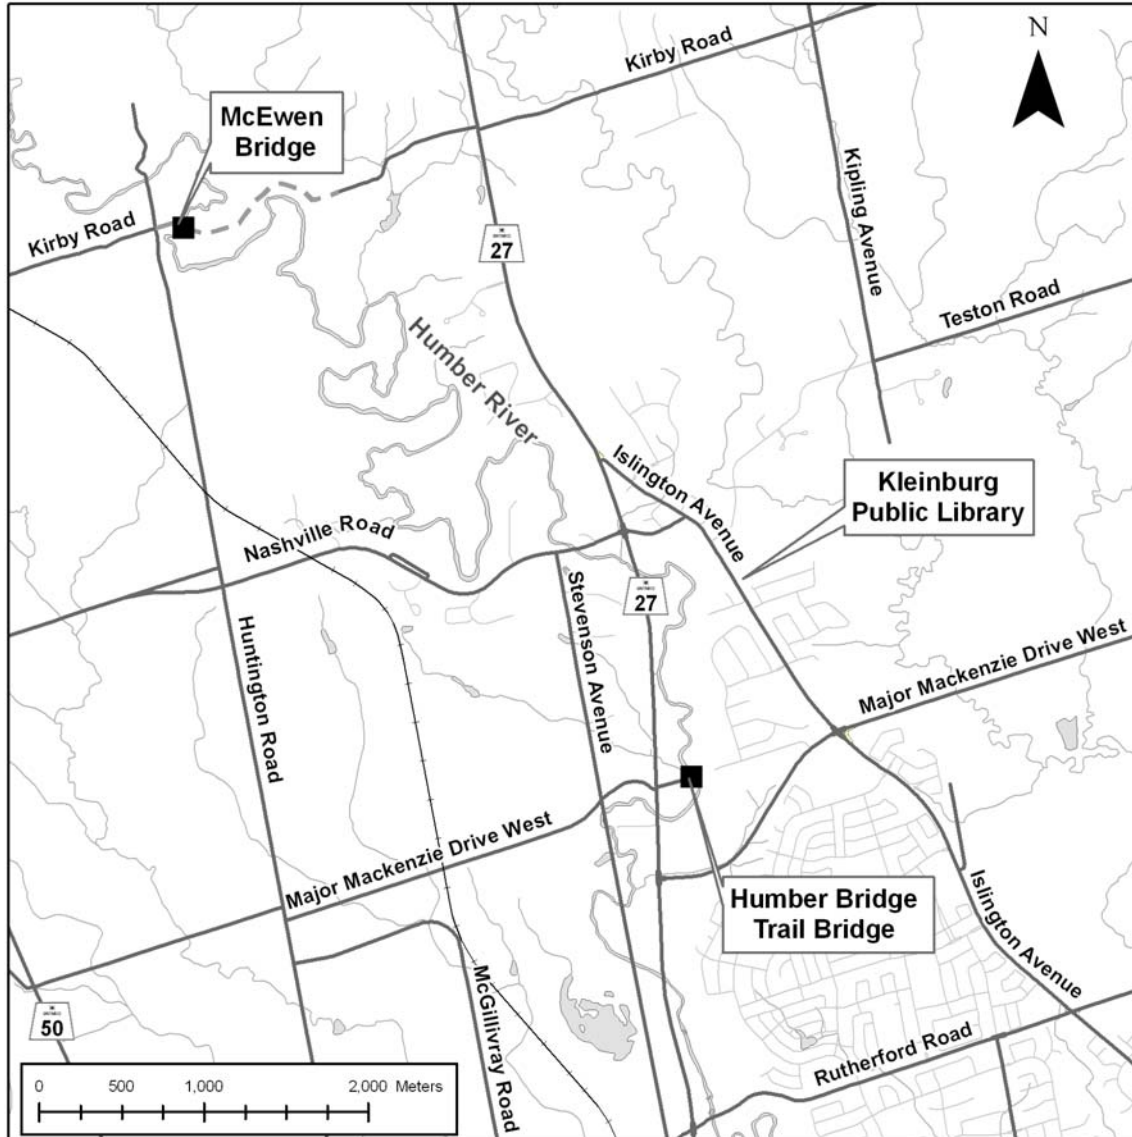 N
Kirby Road
McEwen
Bridge
Kipling Avenue
Kirby Road
27
Teston Road
Humber River
Islington Avenue
Kleinburg
Public Library
Nashville Road
Stevenson Avenue
27
Huntington Road
Major Mackenzie Drive West
Major Mackenzie Drive West
Humber Bridge
Trail Bridge
Islington Avenue
McGillivray Road
50
Rutherford Road
0 500 1,000 2,000 Meters